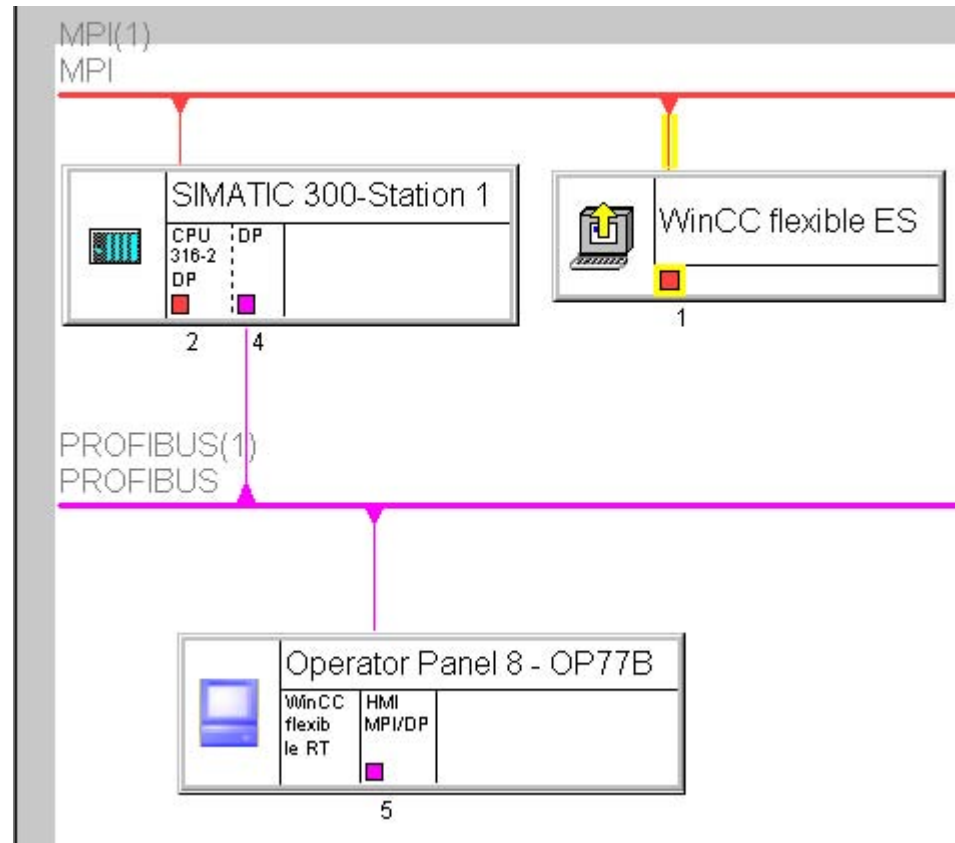 MPI(1)
MPI
SIMATIC 300-Station 1
CPU
316-2
DP
DP
2
4
WinCC flexible ES
1
PROFIBUS(1)
PROFIBUS
Operator Panel 8 - OP77B
WinCC
flexib
le RT
HMI
MPI/DP
5